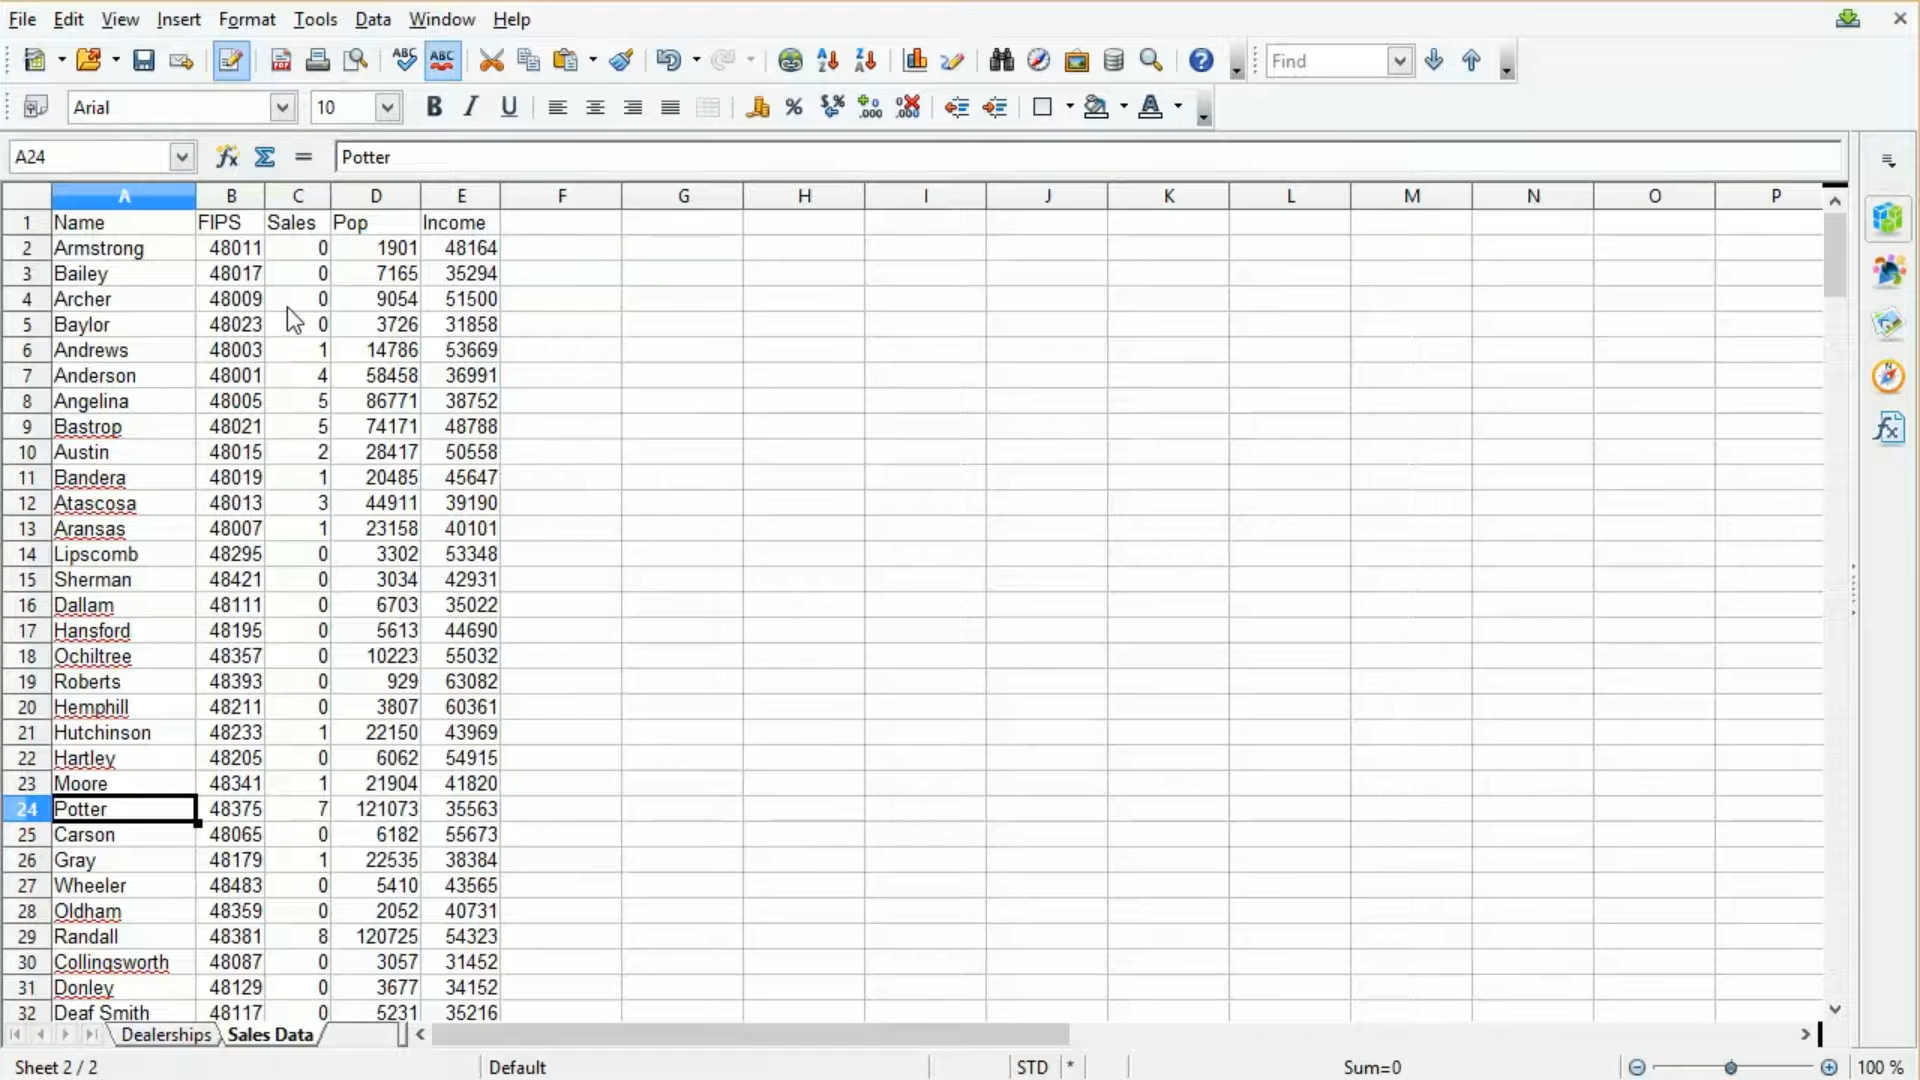 File Edit View Insert Format Tools Data Window Help
Find
Arial 10
A24 Potter
A B C D E F G H I J K L M N O P
1 Name FIPS Sales Pop Income
2 Armstrong 48011 0 1901 48164
3 Bailey 48017 0 7165 35294
4 Archer 48009 0 9054 51500
5 Baylor 48023 0 3726 31858
6 Andrews 48003 1 14786 53669
7 Anderson 48001 4 58458 36991
8 Angelina 48005 5 86771 38752
9 Bastrop 48021 5 74171 48788
10 Austin 48015 2 28417 50558
11 Bandera 48019 1 20485 45647
12 Atascosa 48013 3 44911 39190
13 Aransas 48007 1 23158 40101
14 Lipscomb 48295 0 3302 53348
15 Sherman 48421 0 3034 42931
16 Dallam 48111 0 6703 35022
17 Hansford 48195 0 5613 44690
18 Ochiltree 48357 0 10223 55032
19 Roberts 48393 0 929 63082
20 Hemphill 48211 0 3807 60361
21 Hutchinson 48233 1 22150 43969
22 Hartley 48205 0 6062 54915
23 Moore 48341 1 21904 41820
24 Potter 48375 7 121073 35563
25 Carson 48065 0 6182 55673
26 Gray 48179 1 22535 38384
27 Wheeler 48483 0 5410 43565
28 Oldham 48359 0 2052 40731
29 Randall 48381 8 120725 54323
30 Collingsworth 48087 0 3057 31452
31 Donley 48129 0 3677 34152
32 Deaf Smith 48117 0 5231 35216
Dealerships Sales Data
Sheet 2 / 2 Default STD * Sum=0 100 %